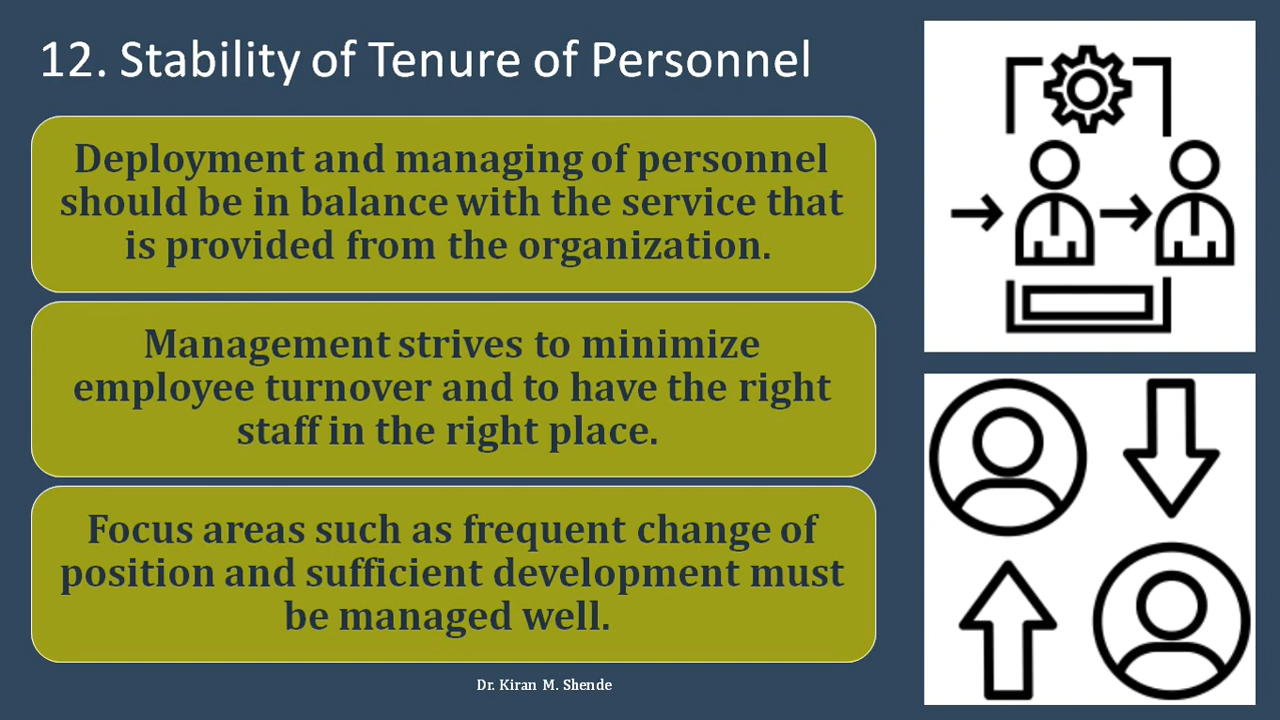 12. Stability of Tenure of Personnel
Deployment and managing of personnel
should be in balance with the service that
is provided from the organization.
Management strives to minimize
employee turnover and to have the right
staff in the right place.
Focus areas such as frequent change of
position and sufficient development must
be managed well.
Dr. Kiran M. Shende